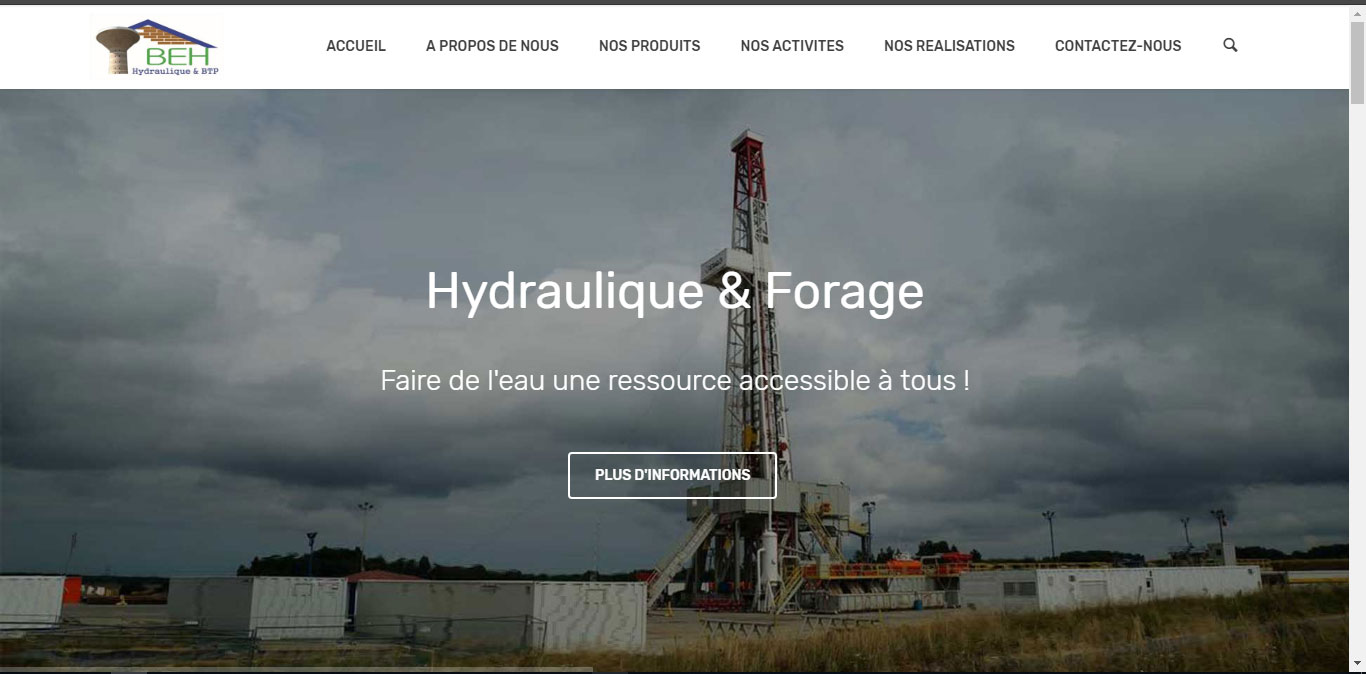 BEH
Hydraulique & BTP
ACCUEIL A PROPOS DE NOUS NOS PRODUITS NOS ACTIVITES NOS REALISATIONS CONTACTEZ-NOUS
Hydraulique & Forage
Faire de l'eau une ressource accessible à tous !
PLUS D'INFORMATIONS